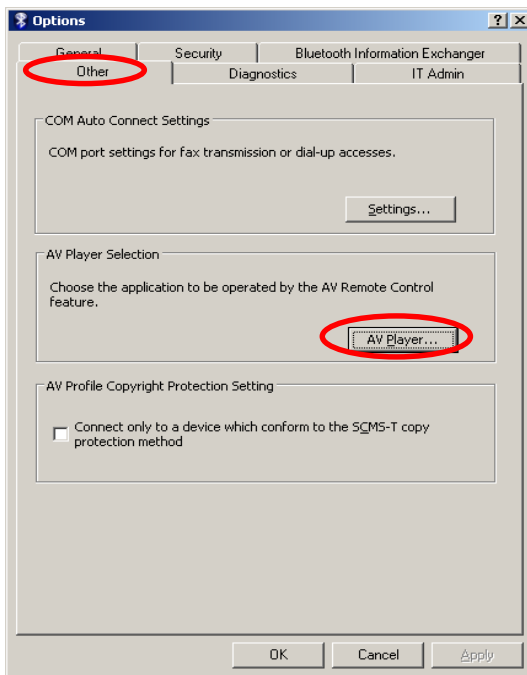 Options
General Security Bluetooth Information Exchanger
Other Diagnostics IT Admin
COM Auto Connect Settings
COM port settings for fax transmission or dial-up accesses.
Settings...
AV Player Selection
Choose the application to be operated by the AV Remote Control
feature.
AV Player...
AV Profile Copyright Protection Setting
Connect only to a device which conform to the SCMS-T copy
protection method
OK Cancel Apply